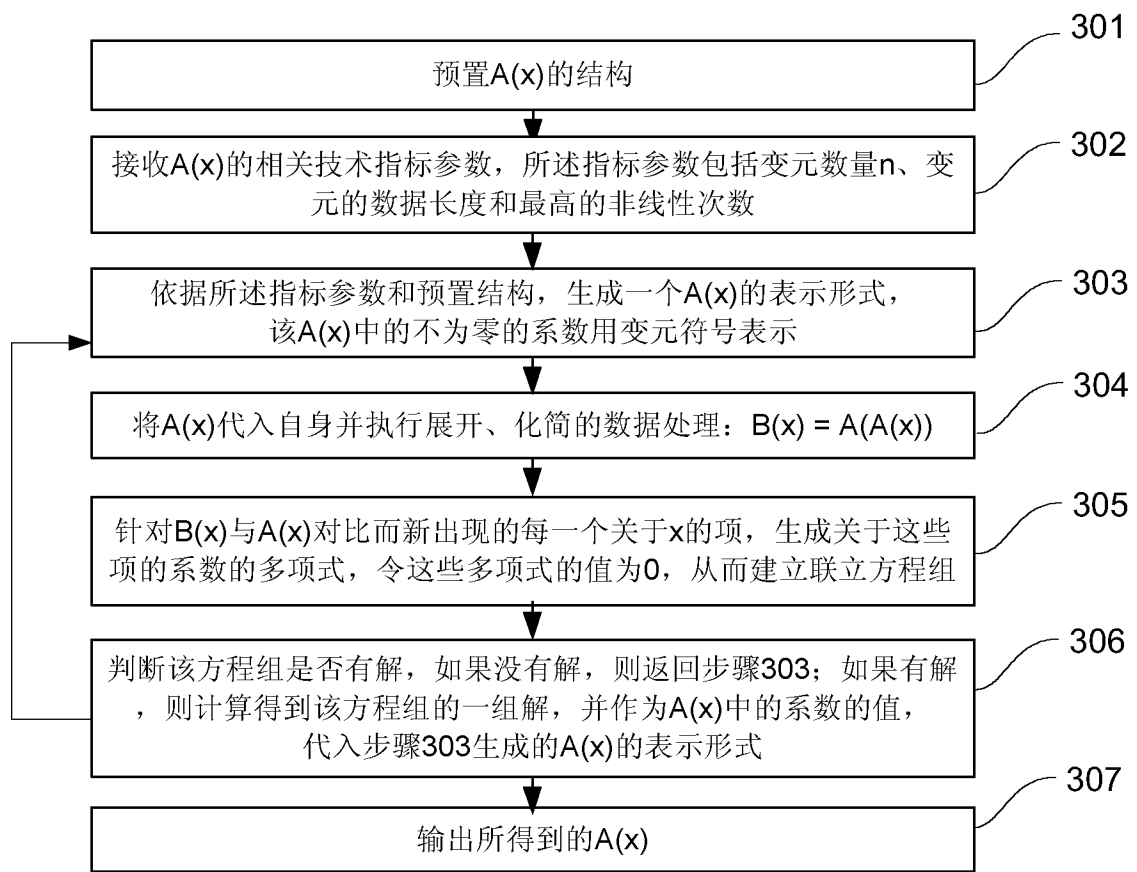 301
预置A(x)的结构
302
接收A(x)的相关技术指标参数，所述指标参数包括变元数量n、变
元的数据长度和最高的非线性次数
303
依据所述指标参数和预置结构，生成一个A(x)的表示形式，
该A(x)中的不为零的系数用变元符号表示
304
将A(x)代入自身并执行展开、化简的数据处理：B(x) = A(A(x))
305
针对B(x)与A(x)对比而新出现的每一个关于x的项，生成关于这些
项的系数的多项式，令这些多项式的值为0，从而建立联立方程组
306
判断该方程组是否有解，如果没有解，则返回步骤303；如果有解
，则计算得到该方程组的一组解，并作为A(x)中的系数的值，
代入步骤303生成的A(x)的表示形式
307
输出所得到的A(x)